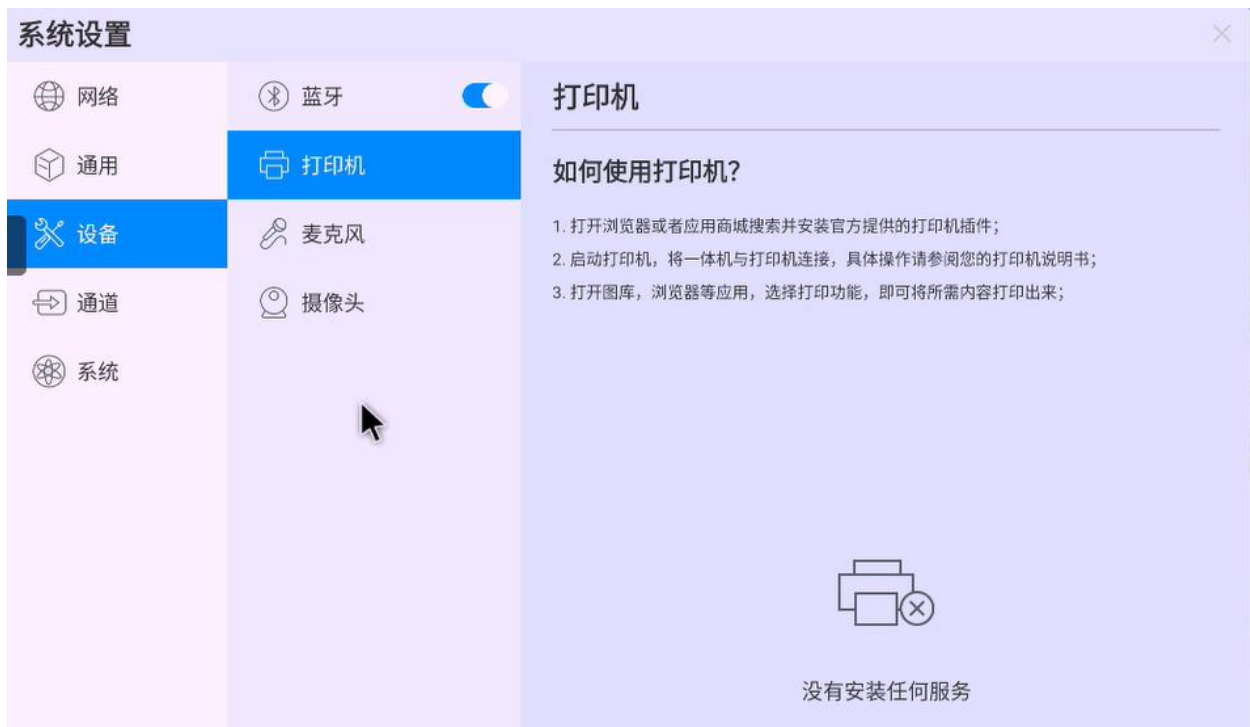 系统设置
网络
通用
设备
通道
系统
蓝牙
打印机
麦克风
摄像头
打印机
如何使用打印机?
1. 打开浏览器或者应用商城搜索并安装官方提供的打印机插件;
2. 启动打印机，将一体机与打印机连接，具体操作请参阅您的打印机说明书;
3. 打开图库，浏览器等应用，选择打印功能，即可将所需内容打印出来;
没有安装任何服务